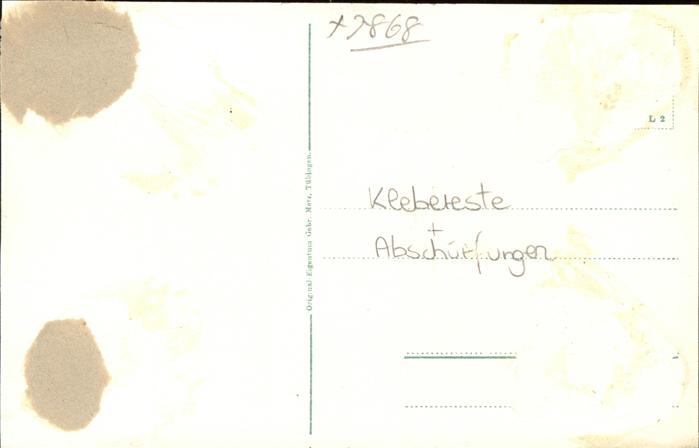 +7868
L 2
Original-Eigentum Gebr. Metz, Tübingen.
Klebereste
+
Abschürfungen